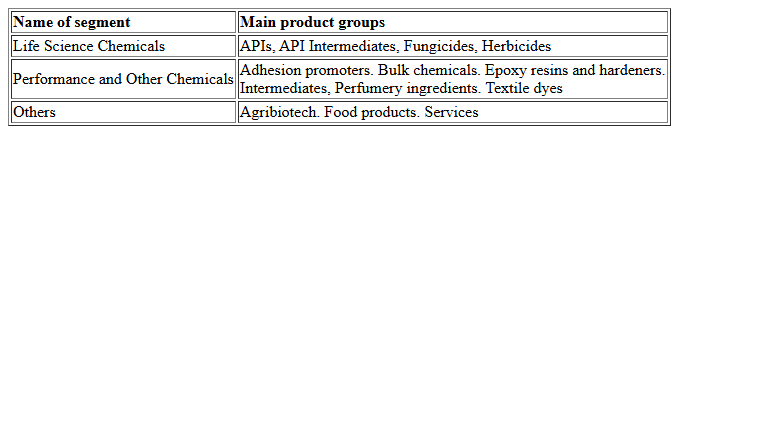 Name of segment Main product groups
Life Science Chemicals APIs, API Intermediates, Fungicides, Herbicides
Performance and Other Chemicals Adhesion promoters. Bulk chemicals. Epoxy resins and hardeners.
Intermediates, Perfumery ingredients. Textile dyes
Others Agribiotech. Food products. Services